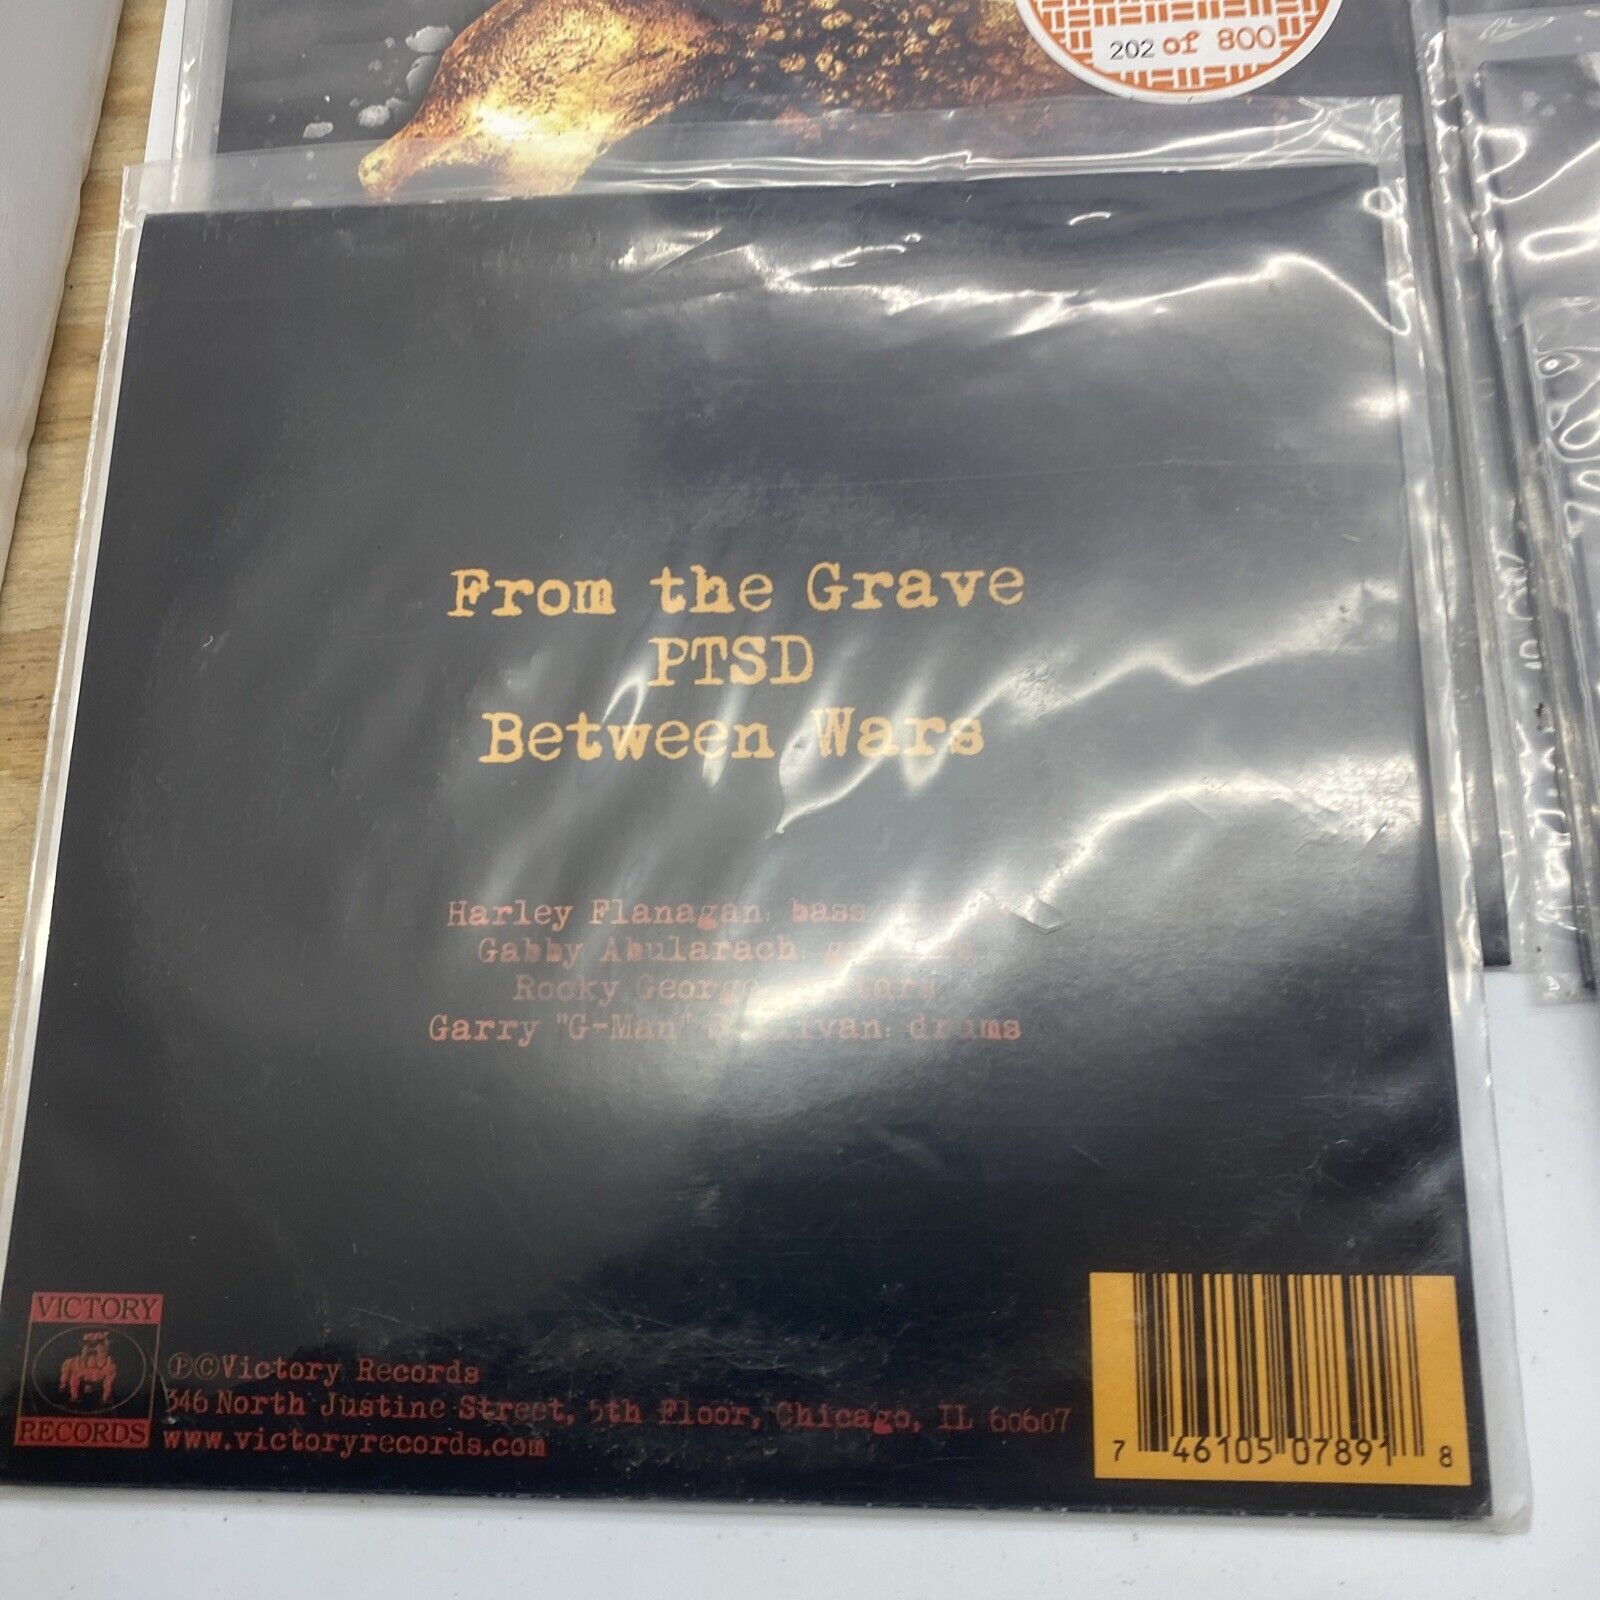 202 of 800
From the Grave
PTSD
Between Wars
Harley Flanagan: bass,
Gabby Abularach: guitars
Rocky George: guitars
Garry "G-Man" Sullivan: drums
VICTORY
RECORDS
℗©Victory Records
346 North Justine Street, 5th Floor, Chicago, IL 60607
www.victoryrecords.com
7 46105 07891 8